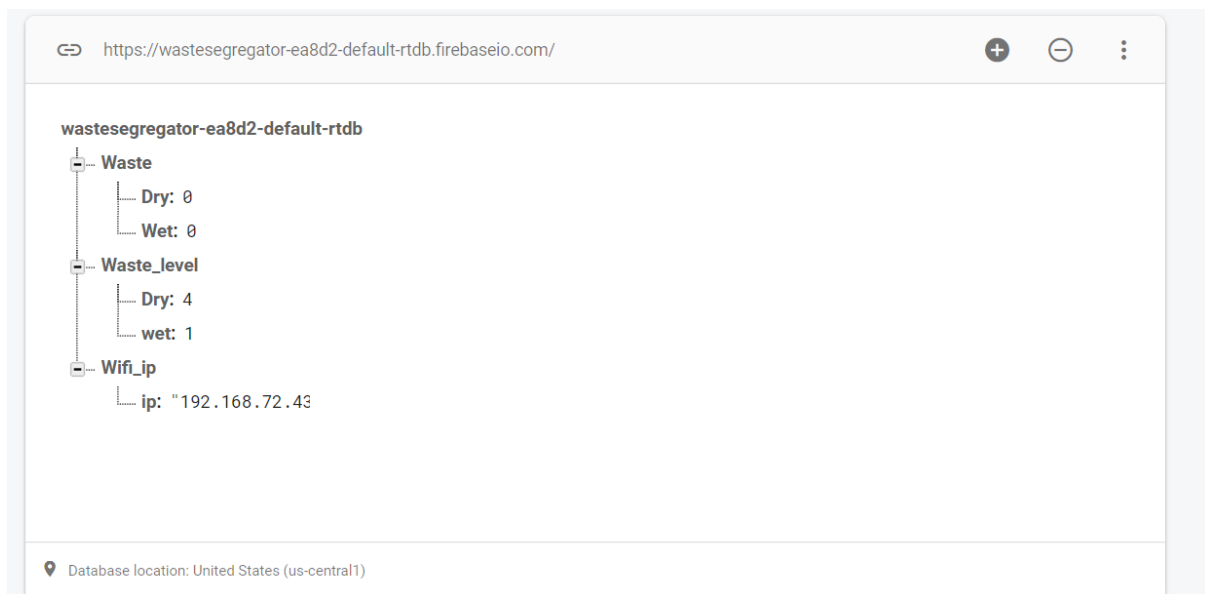 https://wastesegregator-ea8d2-default-rtdb.firebaseio.com/
wastesegregator-ea8d2-default-rtdb
Waste
Dry: 0
Wet: 0
Waste_level
Dry: 4
wet: 1
Wifi_ip
ip: "192.168.72.43
Database location: United States (us-central1)